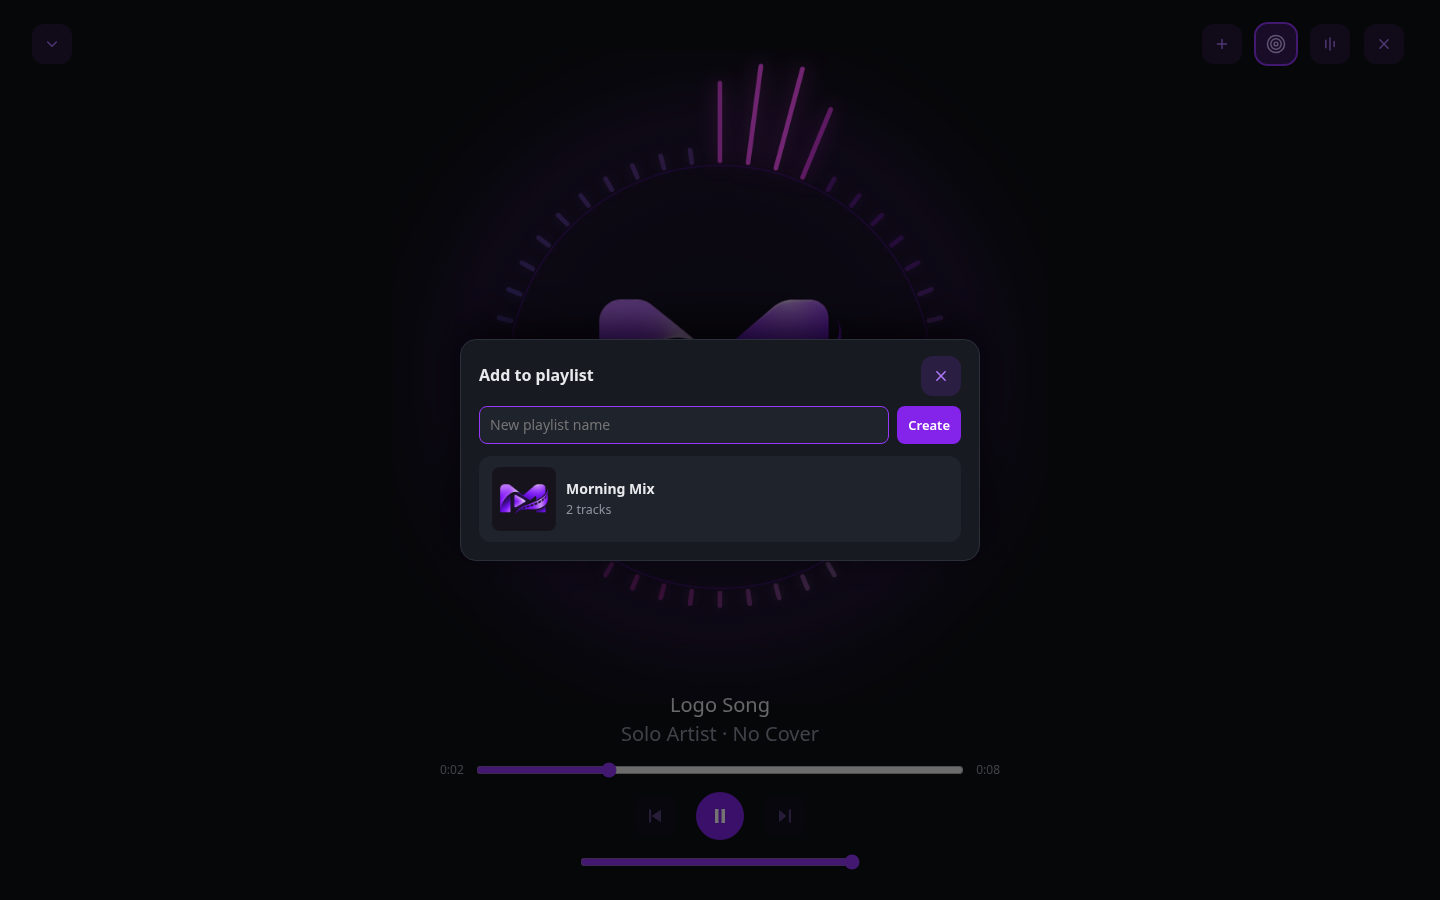 Add to playlist
New playlist name
Create
Morning Mix
2 tracks
Logo Song
Solo Artist · No Cover
0:02
0:08